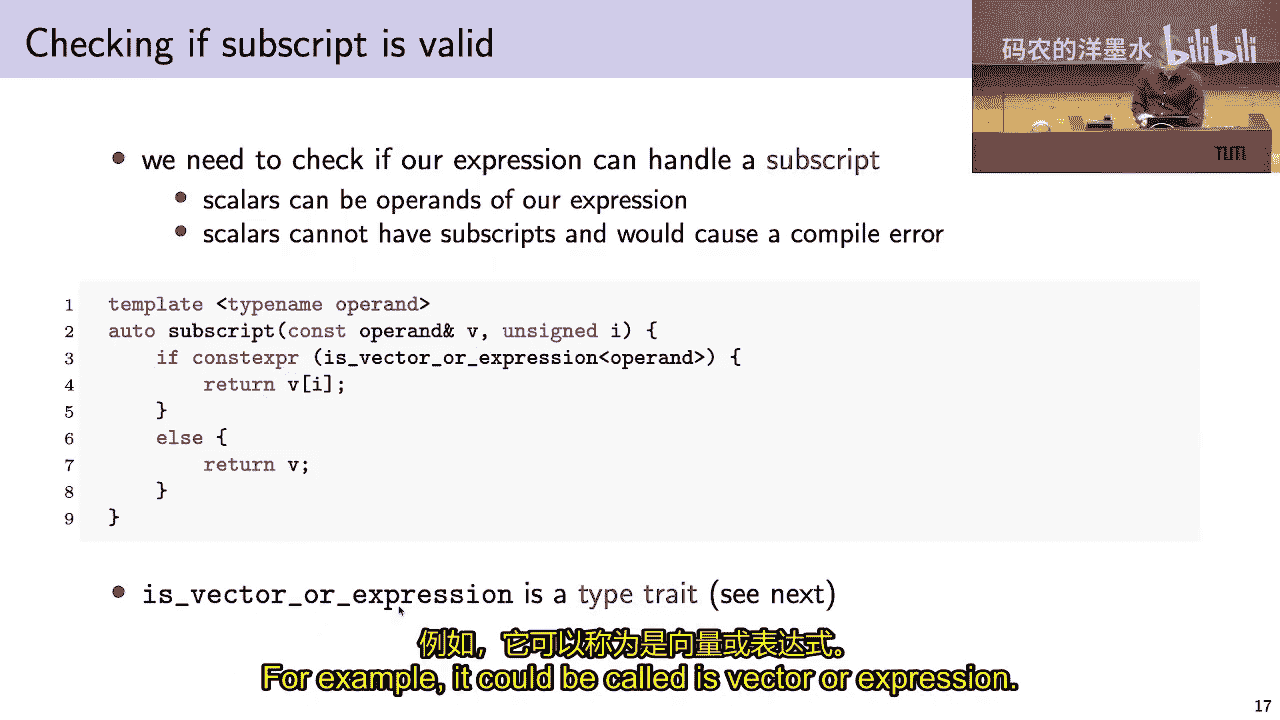 Checking if subscript is valid
码农的洋墨水 bilibili
TUM
• we need to check if our expression can handle a subscript
• scalars can be operands of our expression
• scalars cannot have subscripts and would cause a compile error
1 template <typename operand>
2 auto subscript(const operand& v, unsigned i) {
3 if constexpr (is_vector_or_expression<operand>) {
4 return v[i];
5 }
6 else {
7 return v;
8 }
9 }
• is_vector_or_expression is a type trait (see next)
例如，它可以称为是向量或表达式。
For example, it could be called is vector or expression.
17